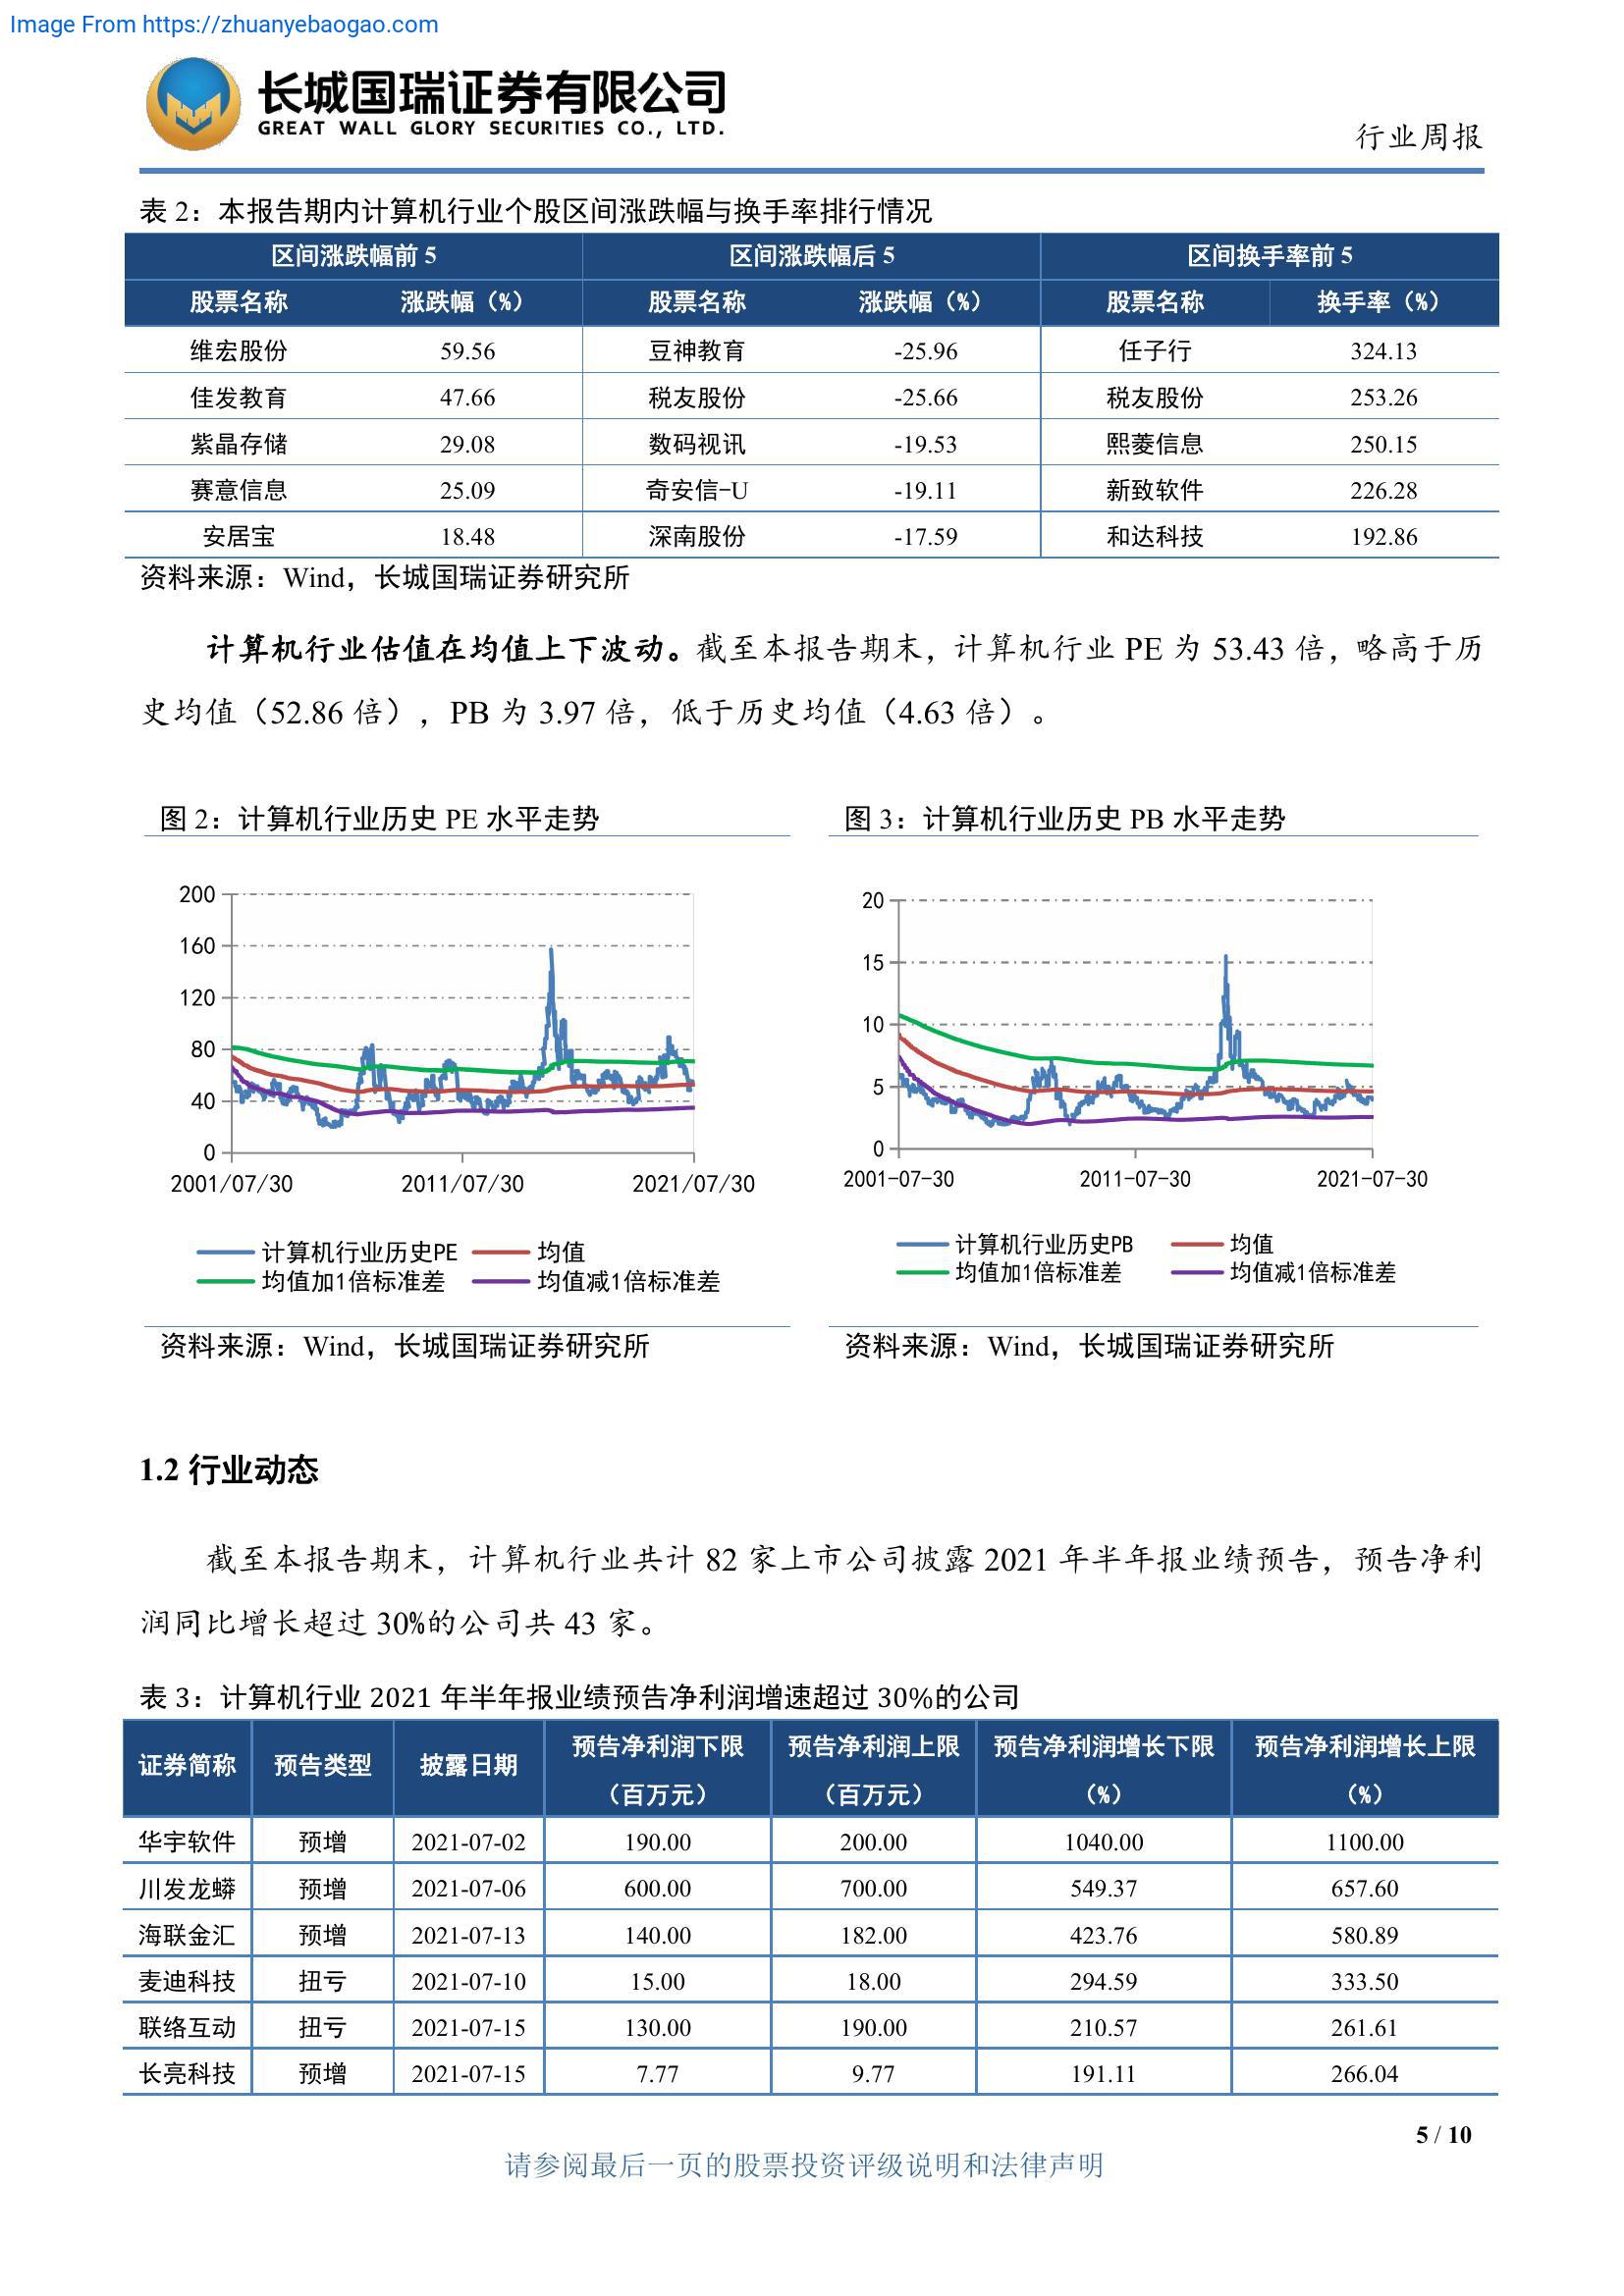 Image From https://zhuanyebaogao.com
长城国瑞证券有限公司
GREAT WALL GLORY SECURITIES CO., LTD.
行业周报
表 2：本报告期内计算机行业个股区间涨跌幅与换手率排行情况
区间涨跌幅前 5 区间涨跌幅后 5 区间换手率前 5
股票名称 涨跌幅（%） 股票名称 涨跌幅（%） 股票名称 换手率（%）
维宏股份 59.56 豆神教育 -25.96 任子行 324.13
佳发教育 47.66 税友股份 -25.66 税友股份 253.26
紫晶存储 29.08 数码视讯 -19.53 熙菱信息 250.15
赛意信息 25.09 奇安信-U -19.11 新致软件 226.28
安居宝 18.48 深南股份 -17.59 和达科技 192.86
资料来源：Wind，长城国瑞证券研究所
计算机行业估值在均值上下波动。截至本报告期末，计算机行业 PE 为 53.43 倍，略高于历
史均值（52.86 倍），PB 为 3.97 倍，低于历史均值（4.63 倍）。
图 2：计算机行业历史 PE 水平走势
200
160
120
80
40
0
2001/07/30 2011/07/30 2021/07/30
计算机行业历史PE 均值
均值加1倍标准差 均值减1倍标准差
资料来源：Wind，长城国瑞证券研究所
图 3：计算机行业历史 PB 水平走势
20
15
10
5
0
2001-07-30 2011-07-30 2021-07-30
计算机行业历史PB 均值
均值加1倍标准差 均值减1倍标准差
资料来源：Wind，长城国瑞证券研究所
1.2 行业动态
截至本报告期末，计算机行业共计 82 家上市公司披露 2021 年半年报业绩预告，预告净利
润同比增长超过 30%的公司共 43 家。
表 3：计算机行业 2021 年半年报业绩预告净利润增速超过 30%的公司
证券简称 预告类型 披露日期 预告净利润下限（百万元） 预告净利润上限（百万元） 预告净利润增长下限（%） 预告净利润增长上限（%）
华宇软件 预增 2021-07-02 190.00 200.00 1040.00 1100.00
川发龙蟒 预增 2021-07-06 600.00 700.00 549.37 657.60
海联金汇 预增 2021-07-13 140.00 182.00 423.76 580.89
麦迪科技 扭亏 2021-07-10 15.00 18.00 294.59 333.50
联络互动 扭亏 2021-07-15 130.00 190.00 210.57 261.61
长亮科技 预增 2021-07-15 7.77 9.77 191.11 266.04
5 / 10
请参阅最后一页的股票投资评级说明和法律声明